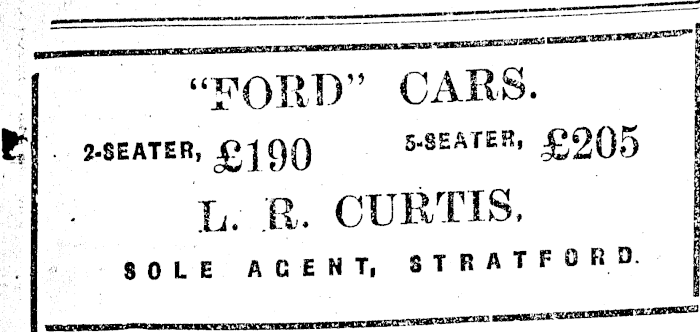 “FORD” CARS.
2-SEATER, £190 5-SEATER, £205
L. R. CURTIS,
SOLE AGENT, STRATFORD.